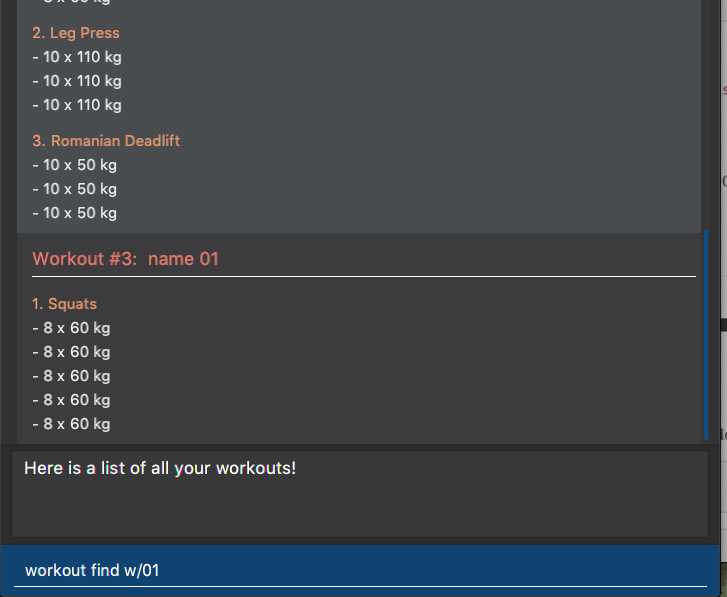 2. Leg Press
- 10 x 110 kg
- 10 x 110 kg
- 10 x 110 kg
3. Romanian Deadlift
- 10 x 50 kg
- 10 x 50 kg
- 10 x 50 kg
Workout #3: name 01
1. Squats
- 8 x 60 kg
- 8 x 60 kg
- 8 x 60 kg
- 8 x 60 kg
- 8 x 60 kg
Here is a list of all your workouts!
workout find w/01